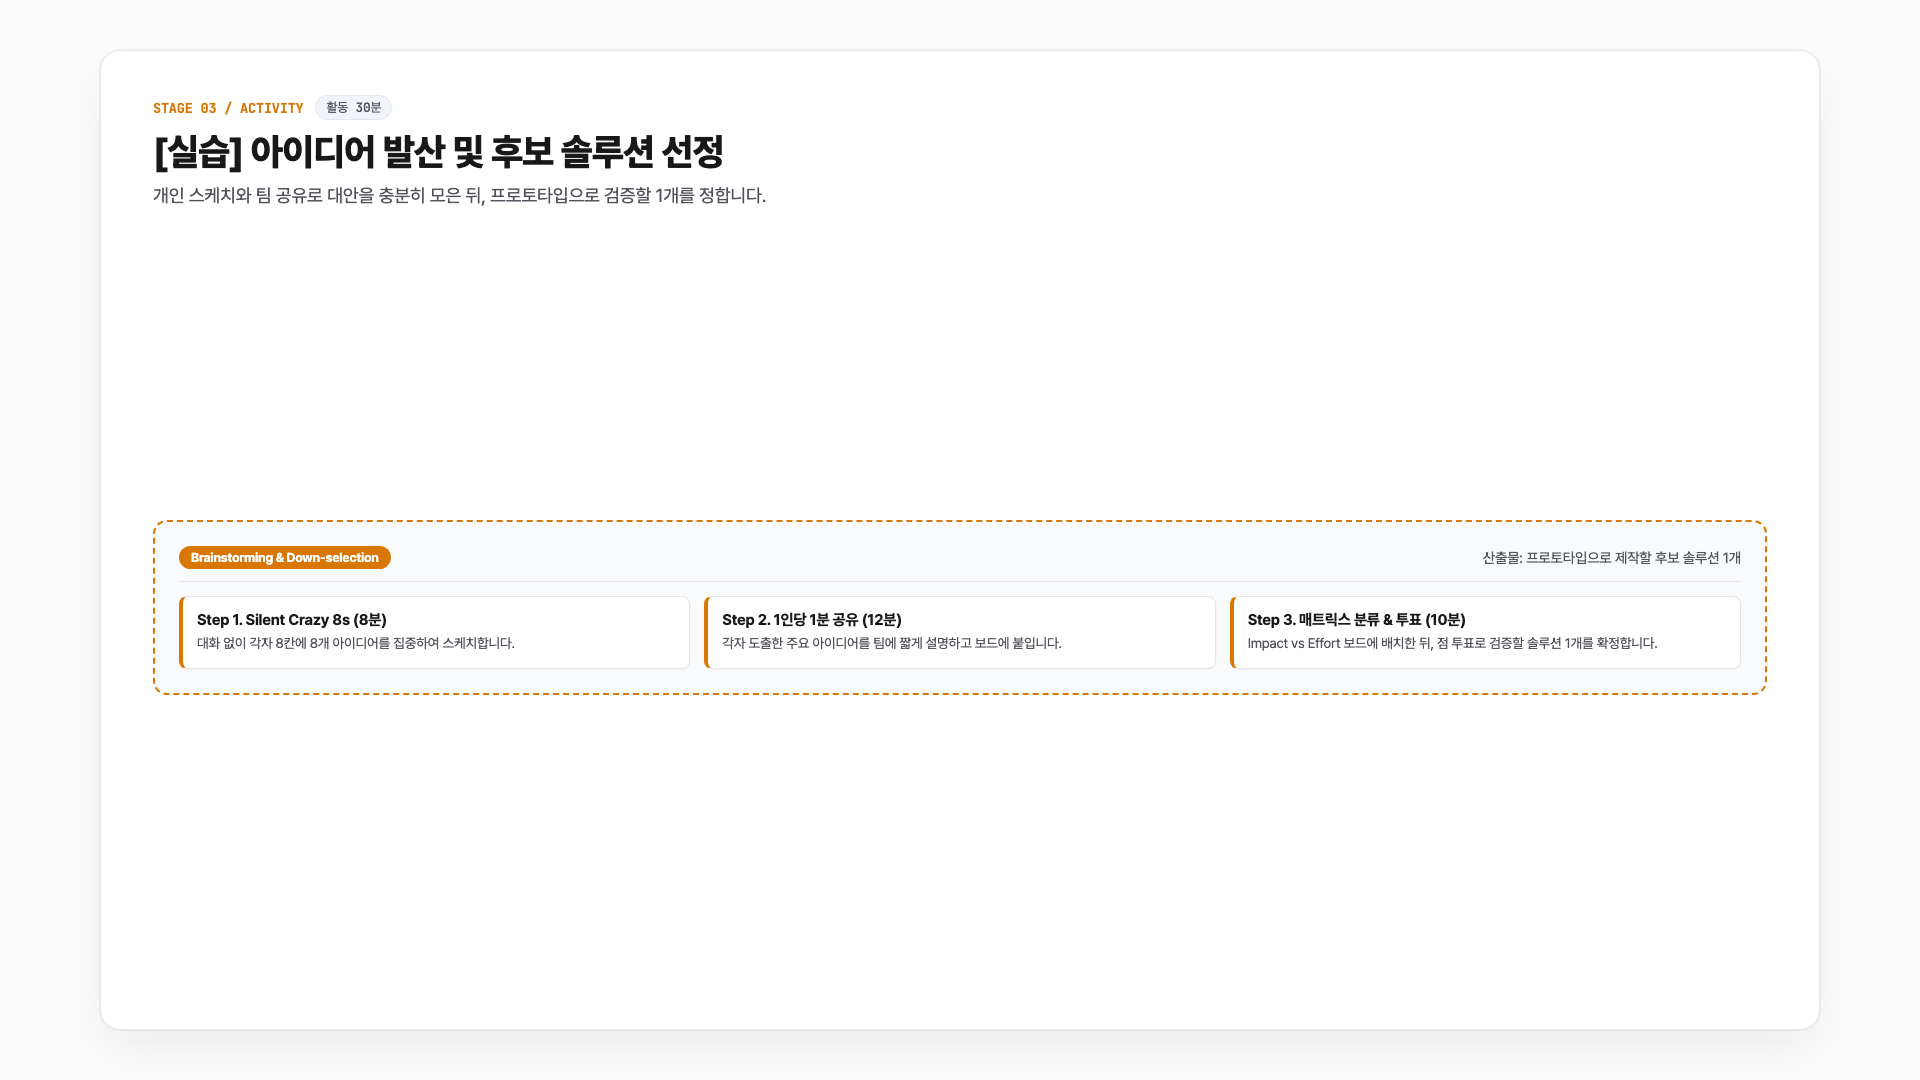 STAGE 03 / ACTIVITY 활동 30분
[실습] 아이디어 발산 및 후보 솔루션 선정
개인 스케치와 팀 공유로 대안을 충분히 모은 뒤, 프로토타입으로 검증할 1개를 정합니다.
Brainstorming & Down-selection
산출물: 프로토타입으로 제작할 후보 솔루션 1개
Step 1. Silent Crazy 8s (8분)
대화 없이 각자 8칸에 8개 아이디어를 집중하여 스케치합니다.
Step 2. 1인당 1분 공유 (12분)
각자 도출한 주요 아이디어를 팀에 짧게 설명하고 보드에 붙입니다.
Step 3. 매트릭스 분류 & 투표 (10분)
Impact vs Effort 보드에 배치한 뒤, 점 투표로 검증할 솔루션 1개를 확정합니다.